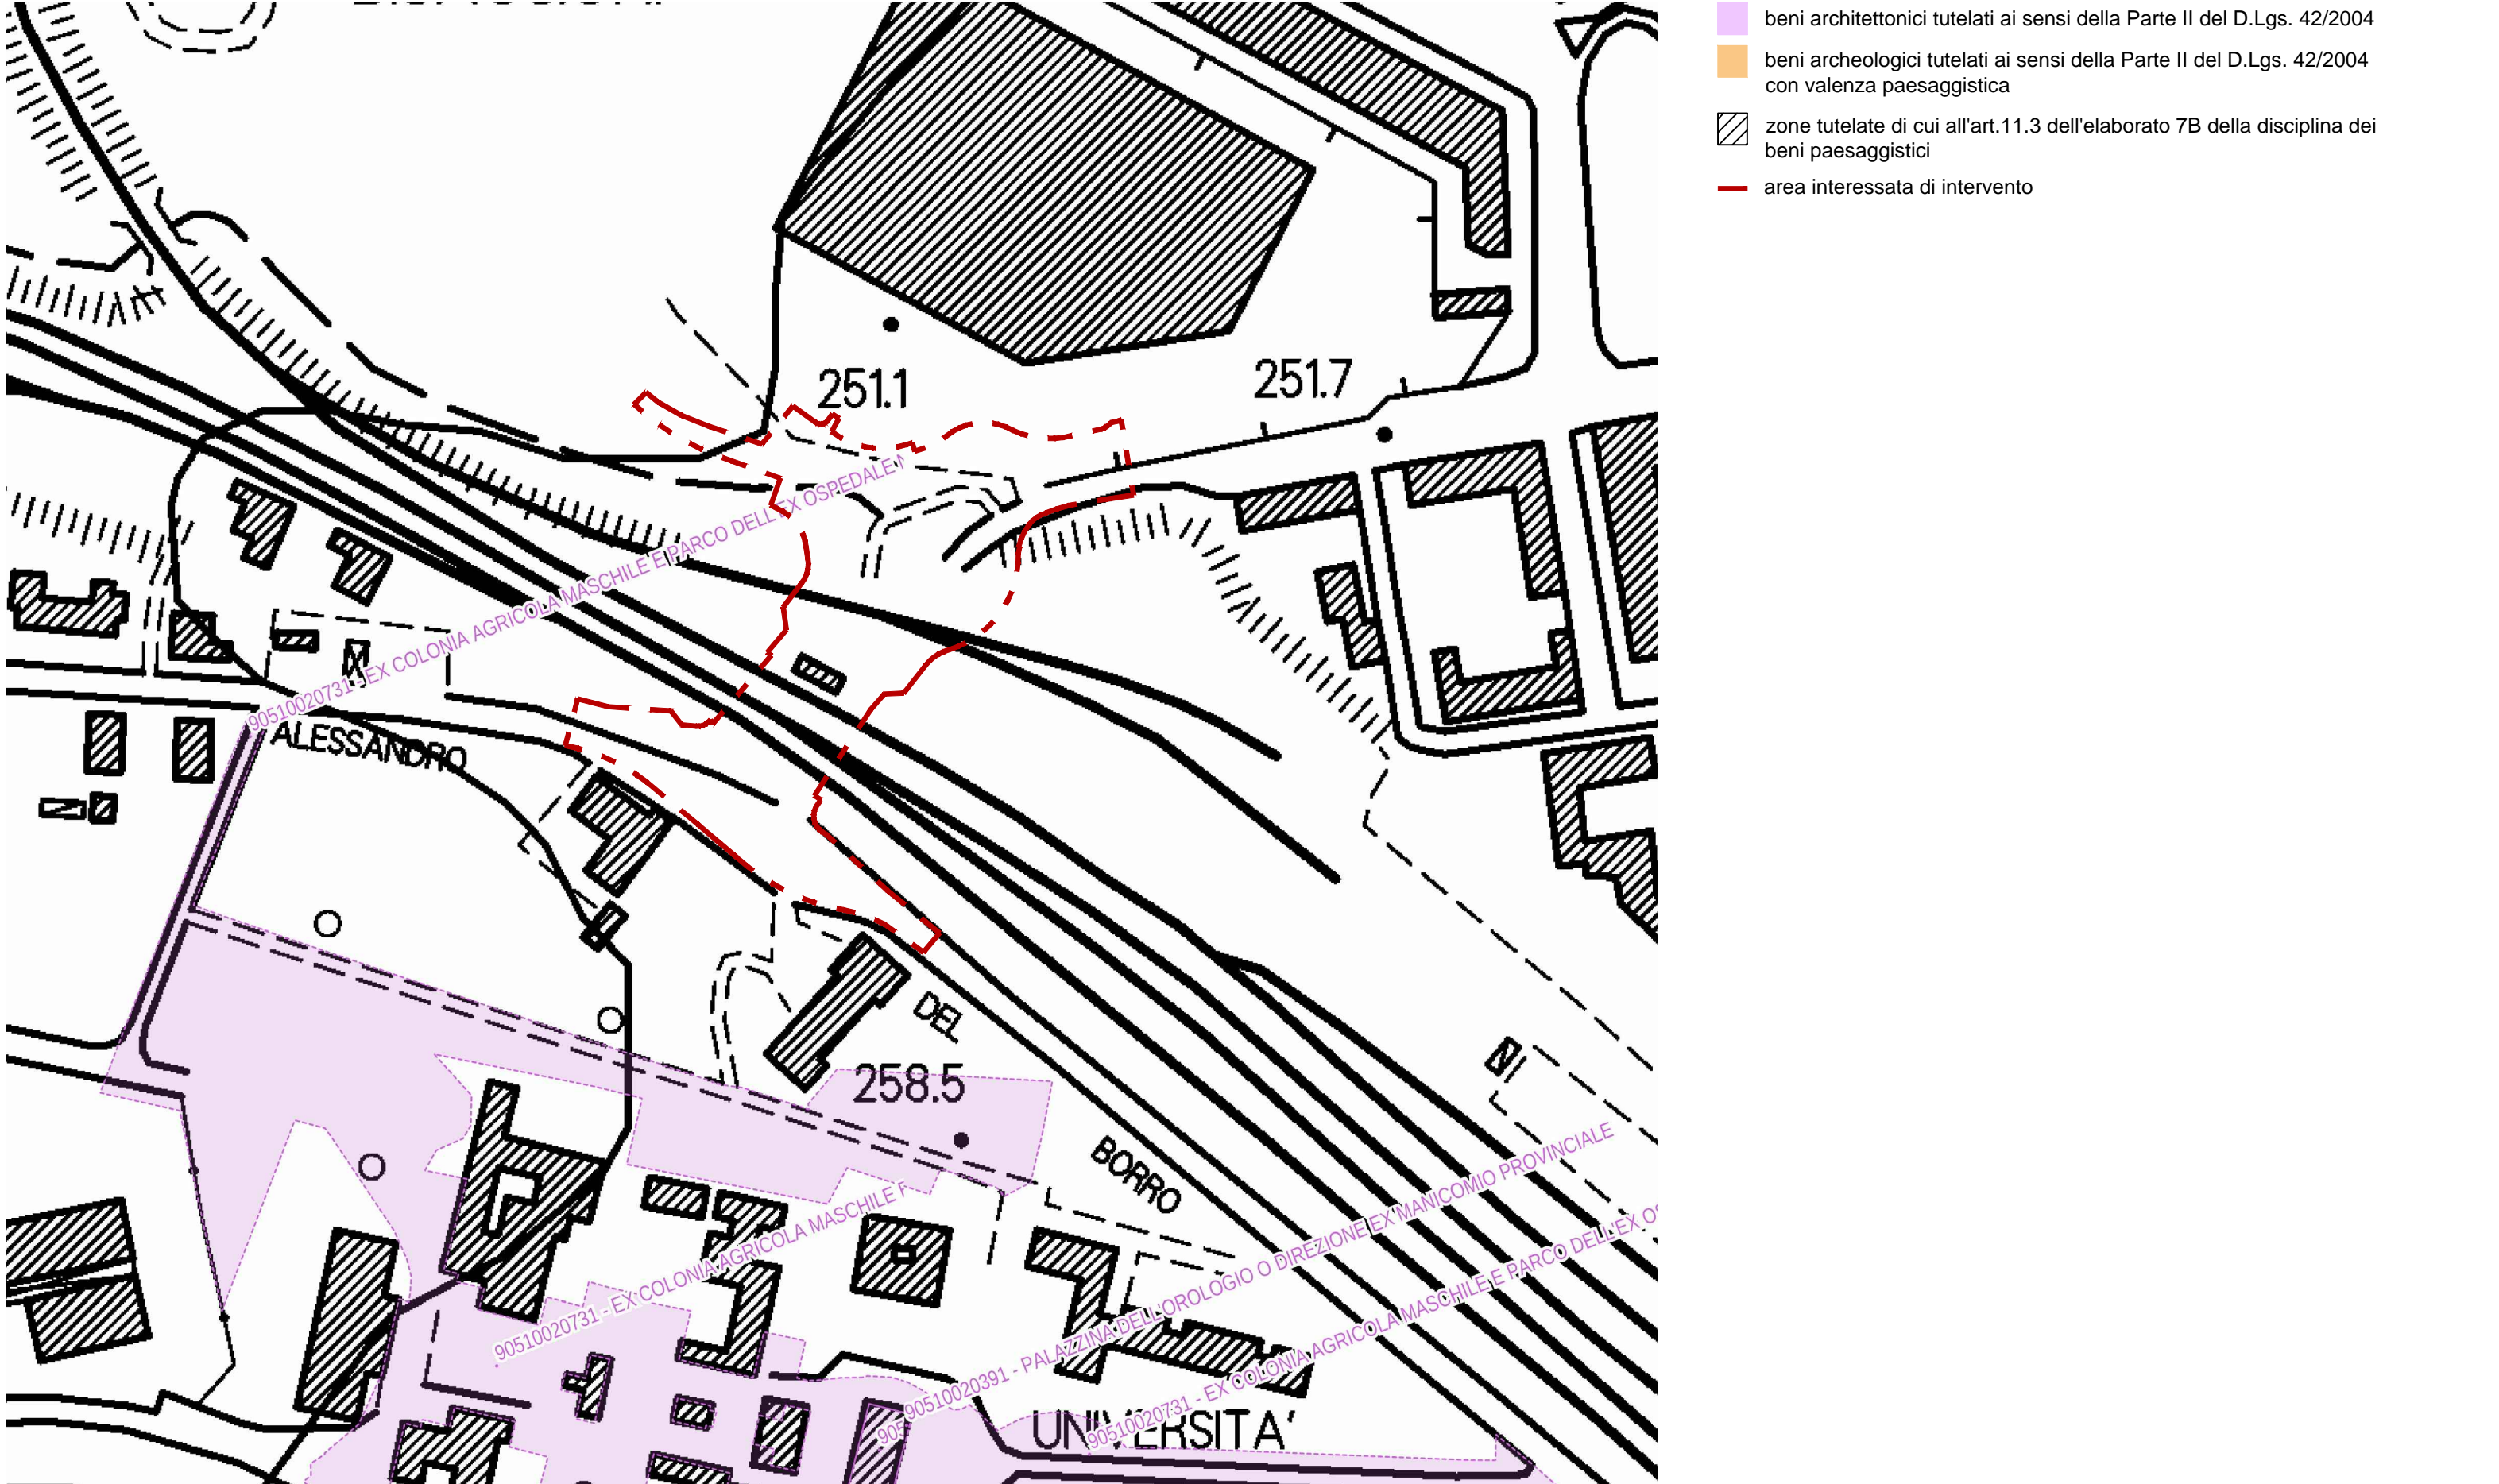 beni architettonici tutelati ai sensi della Parte II del D.Lgs. 42/2004
beni archeologici tutelati ai sensi della Parte II del D.Lgs. 42/2004
con valenza paesaggistica
zone tutelate di cui all'art.11.3 dell'elaborato 7B della disciplina dei
beni paesaggistici
area interessata di intervento
251.1
251.7
90510020731 - EX COLONIA AGRICOLA MASCHILE E PARCO DELL'EX OSPEDALE
ALESSANDRO
DEL
258.5
BORRO
90510020731 - EX COLONIA AGRICOLA MASCHILE
90510020391 - PALAZZINA DELL'OROLOGIO O DIREZIONE EX MANICOMIO PROVINCIALE
905
90510020731 - EX COLONIA AGRICOLA MASCHILE E PARCO DELL'EX
UNIVERSITA'